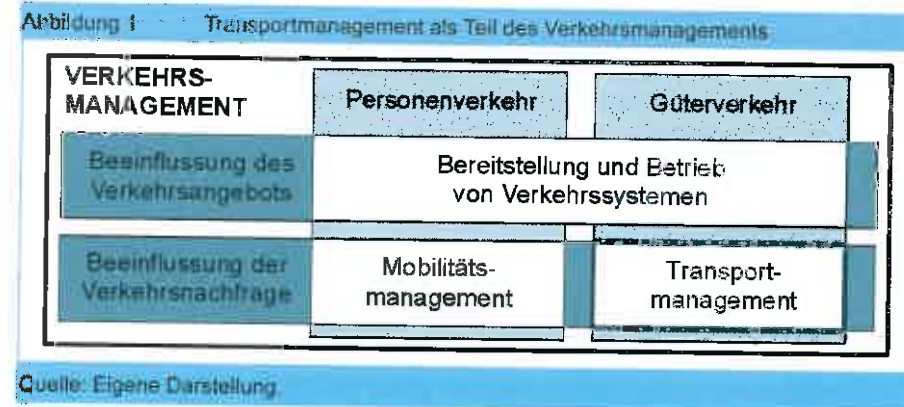 Abbildung 1 Transportmanagement als Teil des Verkehrsmanagements
VERKEHRS-
MANAGEMENT
Personenverkehr
Güterverkehr
Beeinflussung des
Verkehrsangebots
Bereitstellung und Betrieb
von Verkehrssystemen
Beeinflussung der
Verkehrsnachfrage
Mobilitäts-
management
Transport-
management
Quelle: Eigene Darstellung.